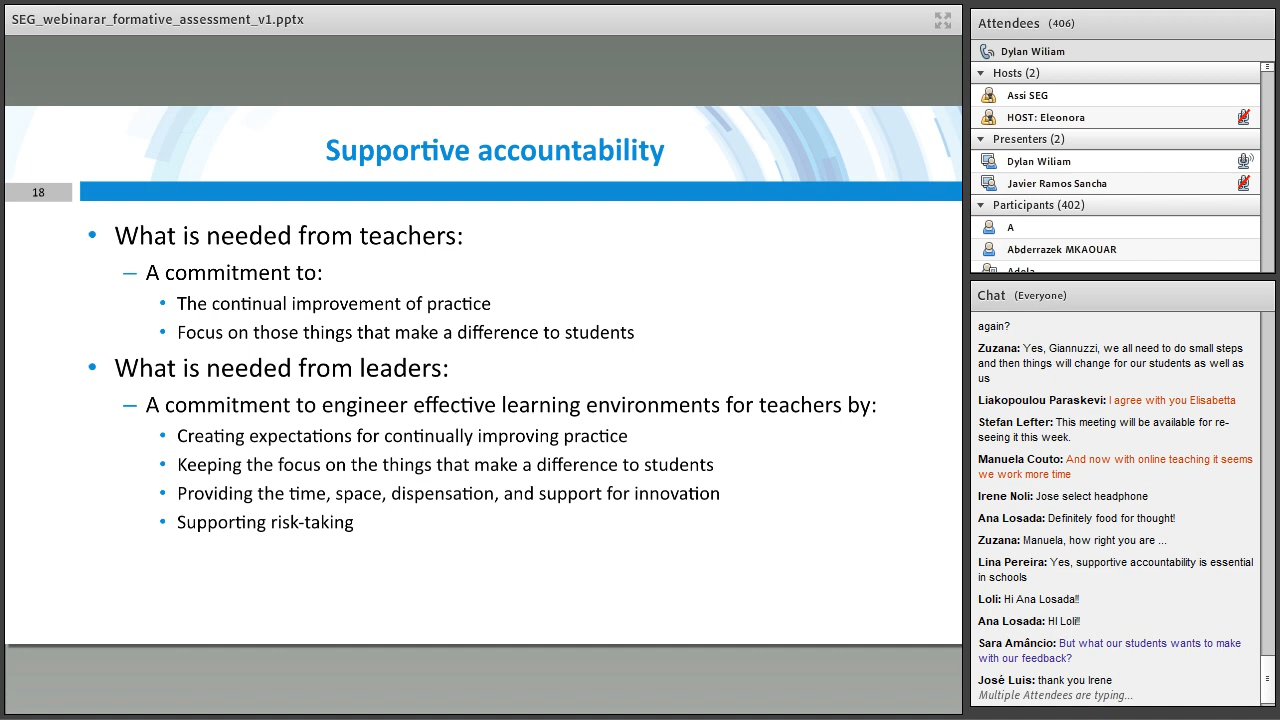 SEG_webinarar_formative_assessment_v1.pptx
Supportive accountability
18
• What is needed from teachers:
– A commitment to:
• The continual improvement of practice
• Focus on those things that make a difference to students
• What is needed from leaders:
– A commitment to engineer effective learning environments for teachers by:
• Creating expectations for continually improving practice
• Keeping the focus on the things that make a difference to students
• Providing the time, space, dispensation, and support for innovation
• Supporting risk-taking
Attendees (406)
Dylan Wiliam
Hosts (2)
Assi SEG
HOST: Eleonora
Presenters (2)
Dylan Wiliam
Javier Ramos Sancha
Participants (402)
A
Abderrazek MKAOUAR
Adela
Chat (Everyone)
again?
Zuzana: Yes, Giannuzzi, we all need to do small steps
and then things will change for our students as well as
us
Liakopoulou Paraskevi: I agree with you Elisabetta
Stefan Lefter: This meeting will be available for re-
seeing it this week.
Manuela Couto: And now with online teaching it seems
we work more time
Irene Noli: Jose select headphone
Ana Losada: Definitely food for thought!
Zuzana: Manuela, how right you are ...
Lina Pereira: Yes, supportive accountability is essential
in schools
Loli: Hi Ana Losada!!
Ana Losada: HI Loli!!
Sara Amâncio: But what our students wants to make
with our feedback?
José Luis: thank you Irene
Multiple Attendees are typing...